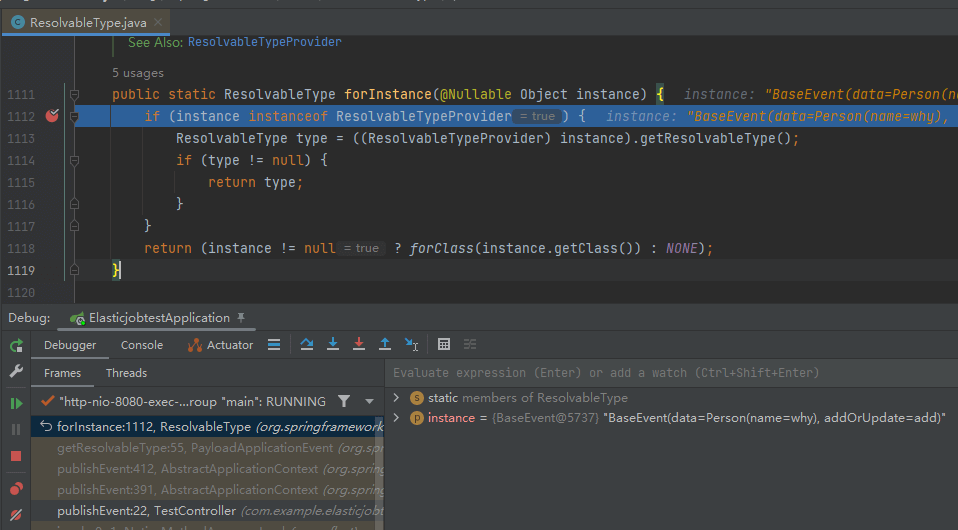 ResolvableType.java
See Also: ResolvableTypeProvider
5 usages
1111 public static ResolvableType forInstance(@Nullable Object instance) { instance: "BaseEvent(data=Person(n
1112 if (instance instanceof ResolvableTypeProvider = true ) { instance: "BaseEvent(data=Person(name=why),
1113 ResolvableType type = ((ResolvableTypeProvider) instance).getResolvableType();
1114 if (type != null) {
1115 return type;
1116 }
1117 }
1118 return (instance != null = true ? forClass(instance.getClass()) : NONE);
1119 }
1120
Debug: ElasticjobtestApplication
Debugger Console Actuator
Frames Threads
Evaluate expression (Enter) or add a watch (Ctrl+Shift+Enter)
"http-nio-8080-exec-...roup "main": RUNNING
static members of ResolvableType
instance = {BaseEvent@5737} "BaseEvent(data=Person(name=why), addOrUpdate=add)"
forInstance:1112, ResolvableType (org.springframework
getResolvableType:55, PayloadApplicationEvent (org.spr
publishEvent:412, AbstractApplicationContext (org.spring
publishEvent:391, AbstractApplicationContext (org.spring
publishEvent:22, TestController (com.example.elasticjobt